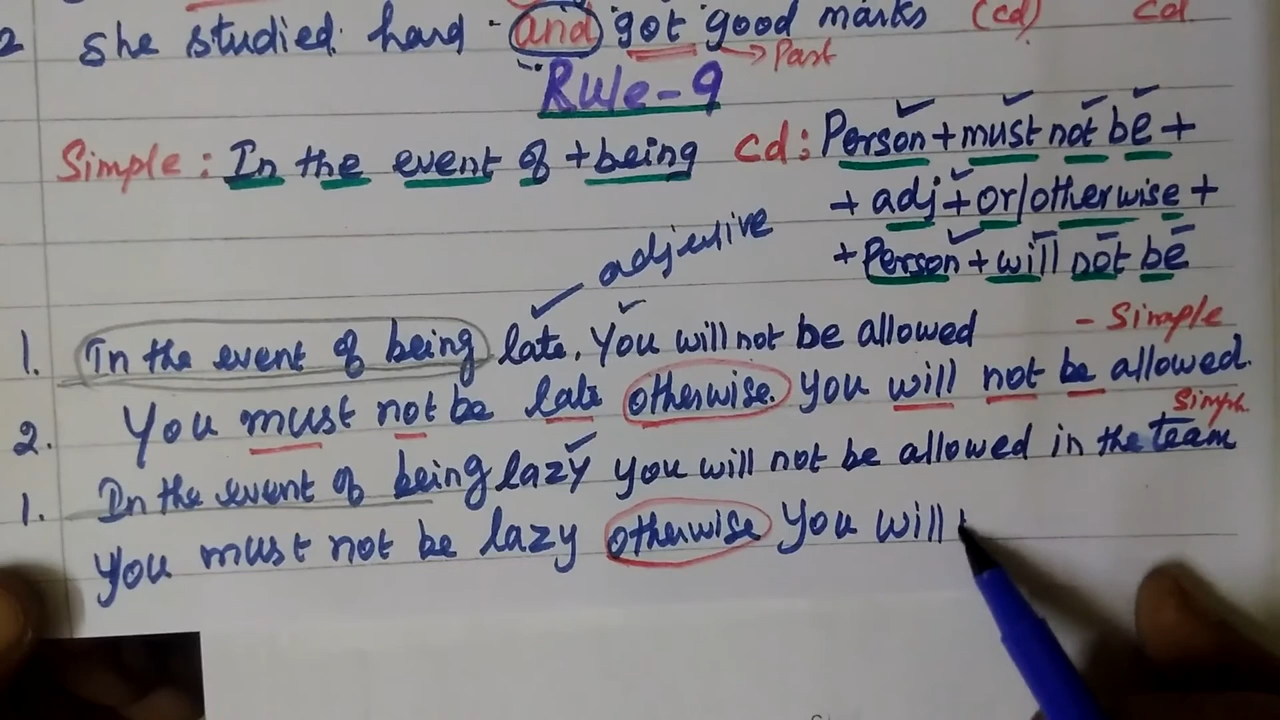 2 She studied hard and got good marks (cd) cd
→ Past
Rule-9
Simple: In the event of + being cd: Person + must not be +
+ adj + or/otherwise +
+ Person + will not be
adjective
1. In the event of being late, You will not be allowed - Simple
You must not be late otherwise you will not be allowed.
2. Simple
In the event of being lazy you will not be allowed in the team
1. You must not be lazy otherwise You will